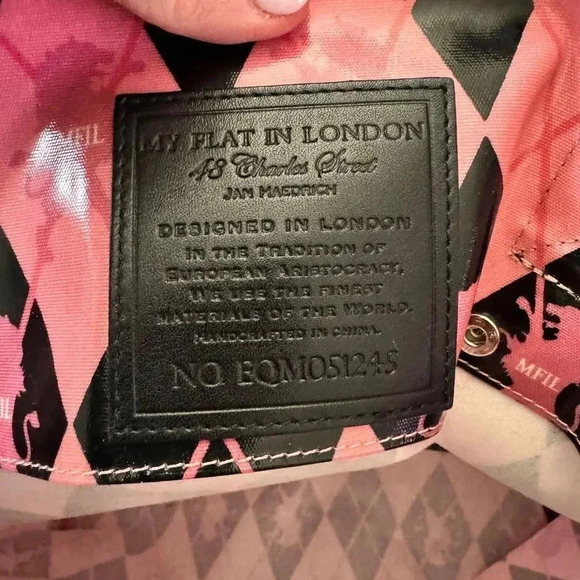 MY FLAT IN LONDON
48 Charles Street
JAN MAEDRICH
DESIGNED IN LONDON
IN THE TRADITION OF
EUROPEAN ARISTOCRACY,
WE USE THE FINEST
MATERIALS OF THE WORLD.
HANDCRAFTED IN CHINA.
NO. EQM051245
MFIL
MFIL
MFIL